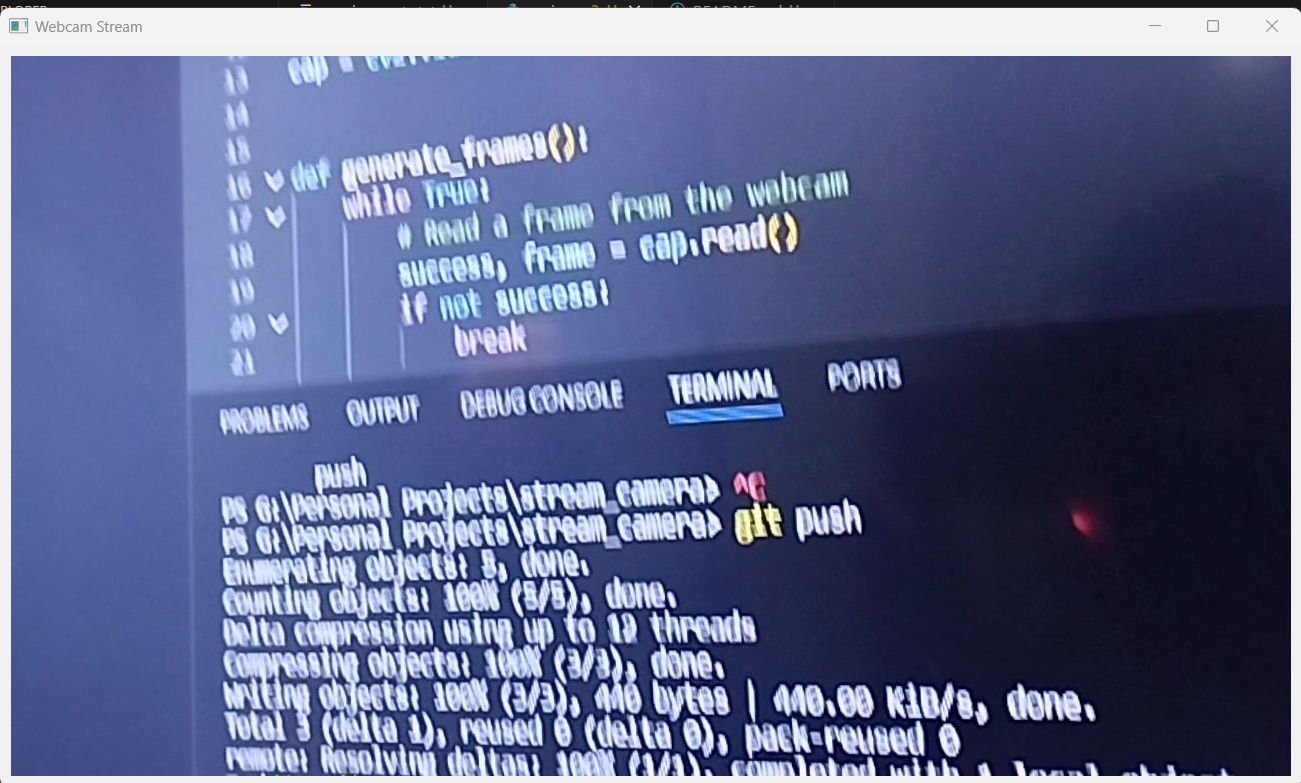 Webcam Stream
13 cap =
14
15
16 def generate_frames():
17 while True:
18 # Read a frame from the webcam
19 success, frame = cap.read()
20 if not success:
21 break
PROBLEMS OUTPUT DEBUG CONSOLE TERMINAL PORTS
push
PS G:\Personal Projects\stream_camera> ^C
PS G:\Personal Projects\stream_camera> git push
Enumerating objects: 5, done.
Counting objects: 100% (5/5), done.
Delta compression using up to 12 threads
Compressing objects: 100% (3/3), done.
Writing objects: 100% (3/3), 440 bytes | 440.00 KiB/s, done.
Total 3 (delta 1), reused 0 (delta 0), pack-reused 0
remote: Resolving deltas: 100% (1/1), completed with 1 local object